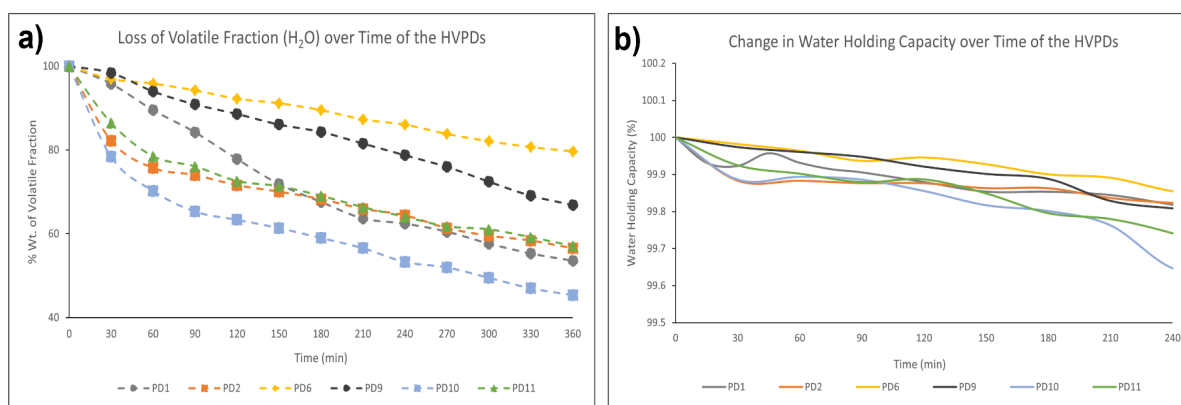 a)
Loss of Volatile Fraction (H₂O) over Time of the HVPDs
% Wt. of Volatile Fraction
100
80
60
40
0 30 60 90 120 150 180 210 240 270 300 330 360
Time (min)
PD1 PD2 PD6 PD9 PD10 PD11
b)
Change in Water Holding Capacity over Time of the HVPDs
Water Holding Capacity (%)
100.2
100.1
100
99.9
99.8
99.7
99.6
99.5
0 30 60 90 120 150 180 210 240
Time (min)
PD1 PD2 PD6 PD9 PD10 PD11